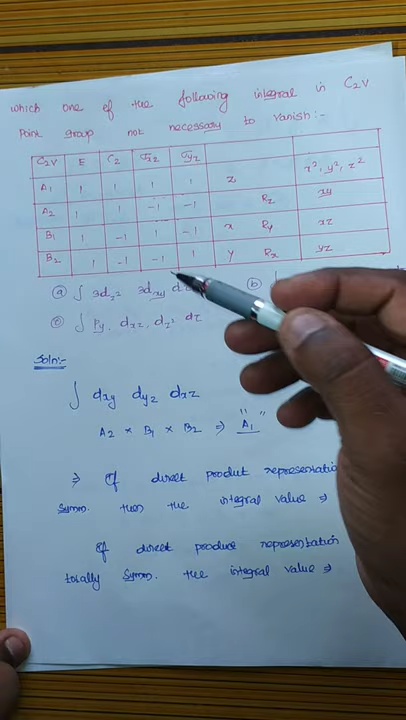 which one of the following integral in C2V
Point group not necessary to vanish :-
C2V E C2 σxz σyz
A1 1 1 1 1 z x², y², z²
A2 1 1 -1 -1 Rz xy
B1 1 -1 1 -1 x Ry xz
B2 1 -1 -1 1 y Rx yz
ⓐ ∫ 3dz² 3dxy ⓑ
ⓒ ∫ Py, dxz, dz² dz
Soln:-
∫ dxy dyz dxz
A2 × B1 × B2 ⇒ "A1"
⇒ If direct product
Symm. then the integral value ⇒
If direct produce representation
totally Symm. the integral value ⇒